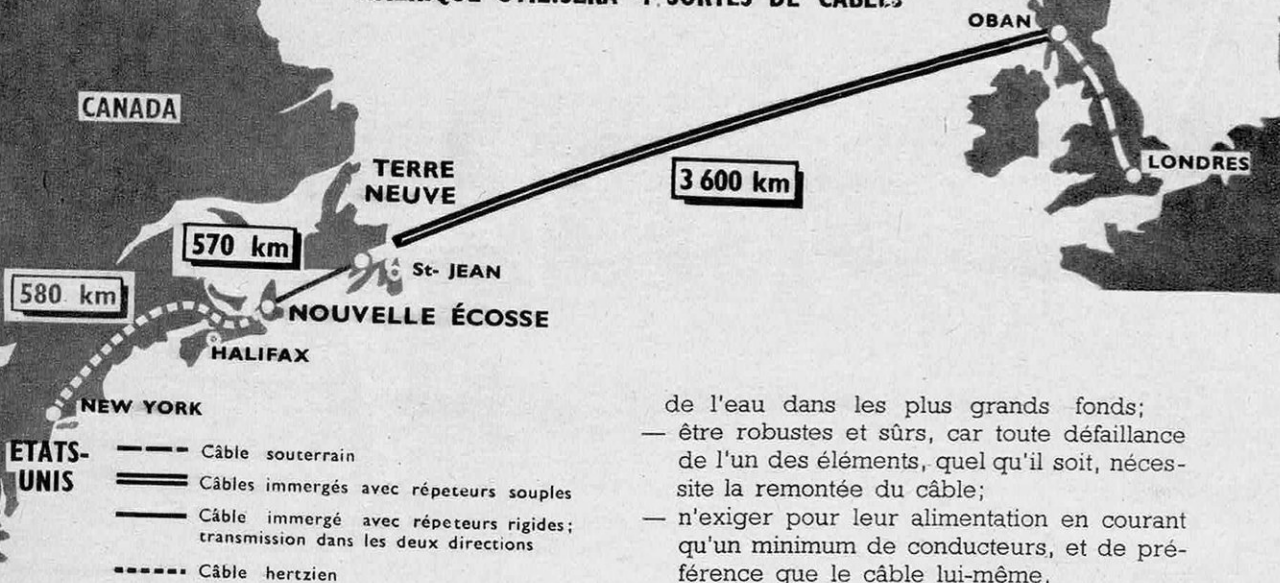 SORTES DE CÂBLES
OBAN
CANADA
TERRE
NEUVE
3 600 km
LONDRES
570 km
St- JEAN
580 km
NOUVELLE ÉCOSSE
HALIFAX
NEW YORK
ETATS-
UNIS
Câble souterrain
Câbles immergés avec répeteurs souples
Câble immergé avec répeteurs rigides;
transmission dans les deux directions
Câble hertzien
de l'eau dans les plus grands fonds;
— être robustes et sûrs, car toute défaillance
de l'un des éléments, quel qu'il soit, néces-
site la remontée du câble;
— n'exiger pour leur alimentation en courant
qu'un minimum de conducteurs, et de pré-
férence que le câble lui-même.